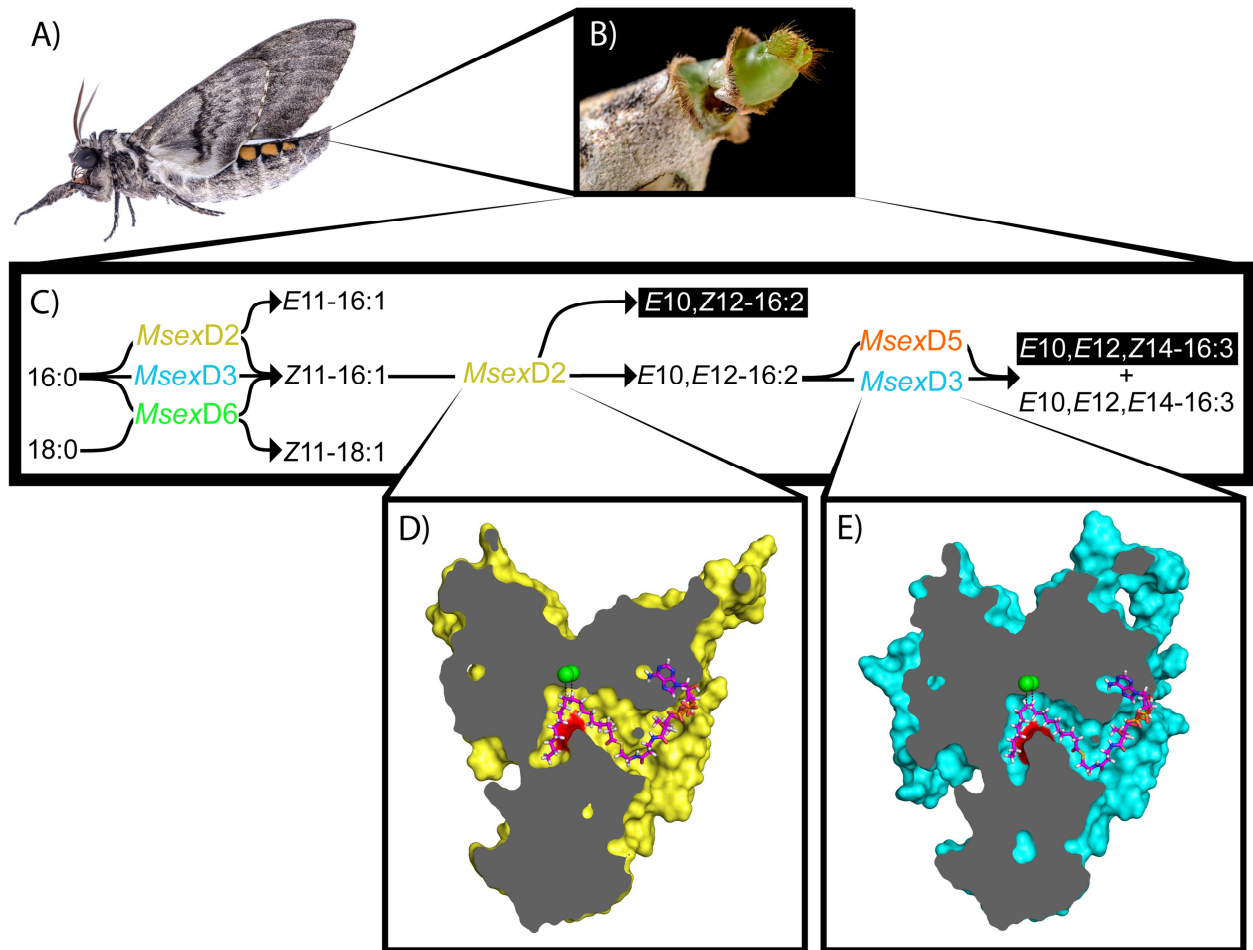 A)
B)
C)
16:0
18:0
MsexD2
MsexD3
MsexD6
E11-16:1
Z11-16:1
Z11-18:1
MsexD2
E10,Z12-16:2
E10,E12-16:2
MsexD5
MsexD3
E10,E12,Z14-16:3
+
E10,E12,E14-16:3
D)
E)